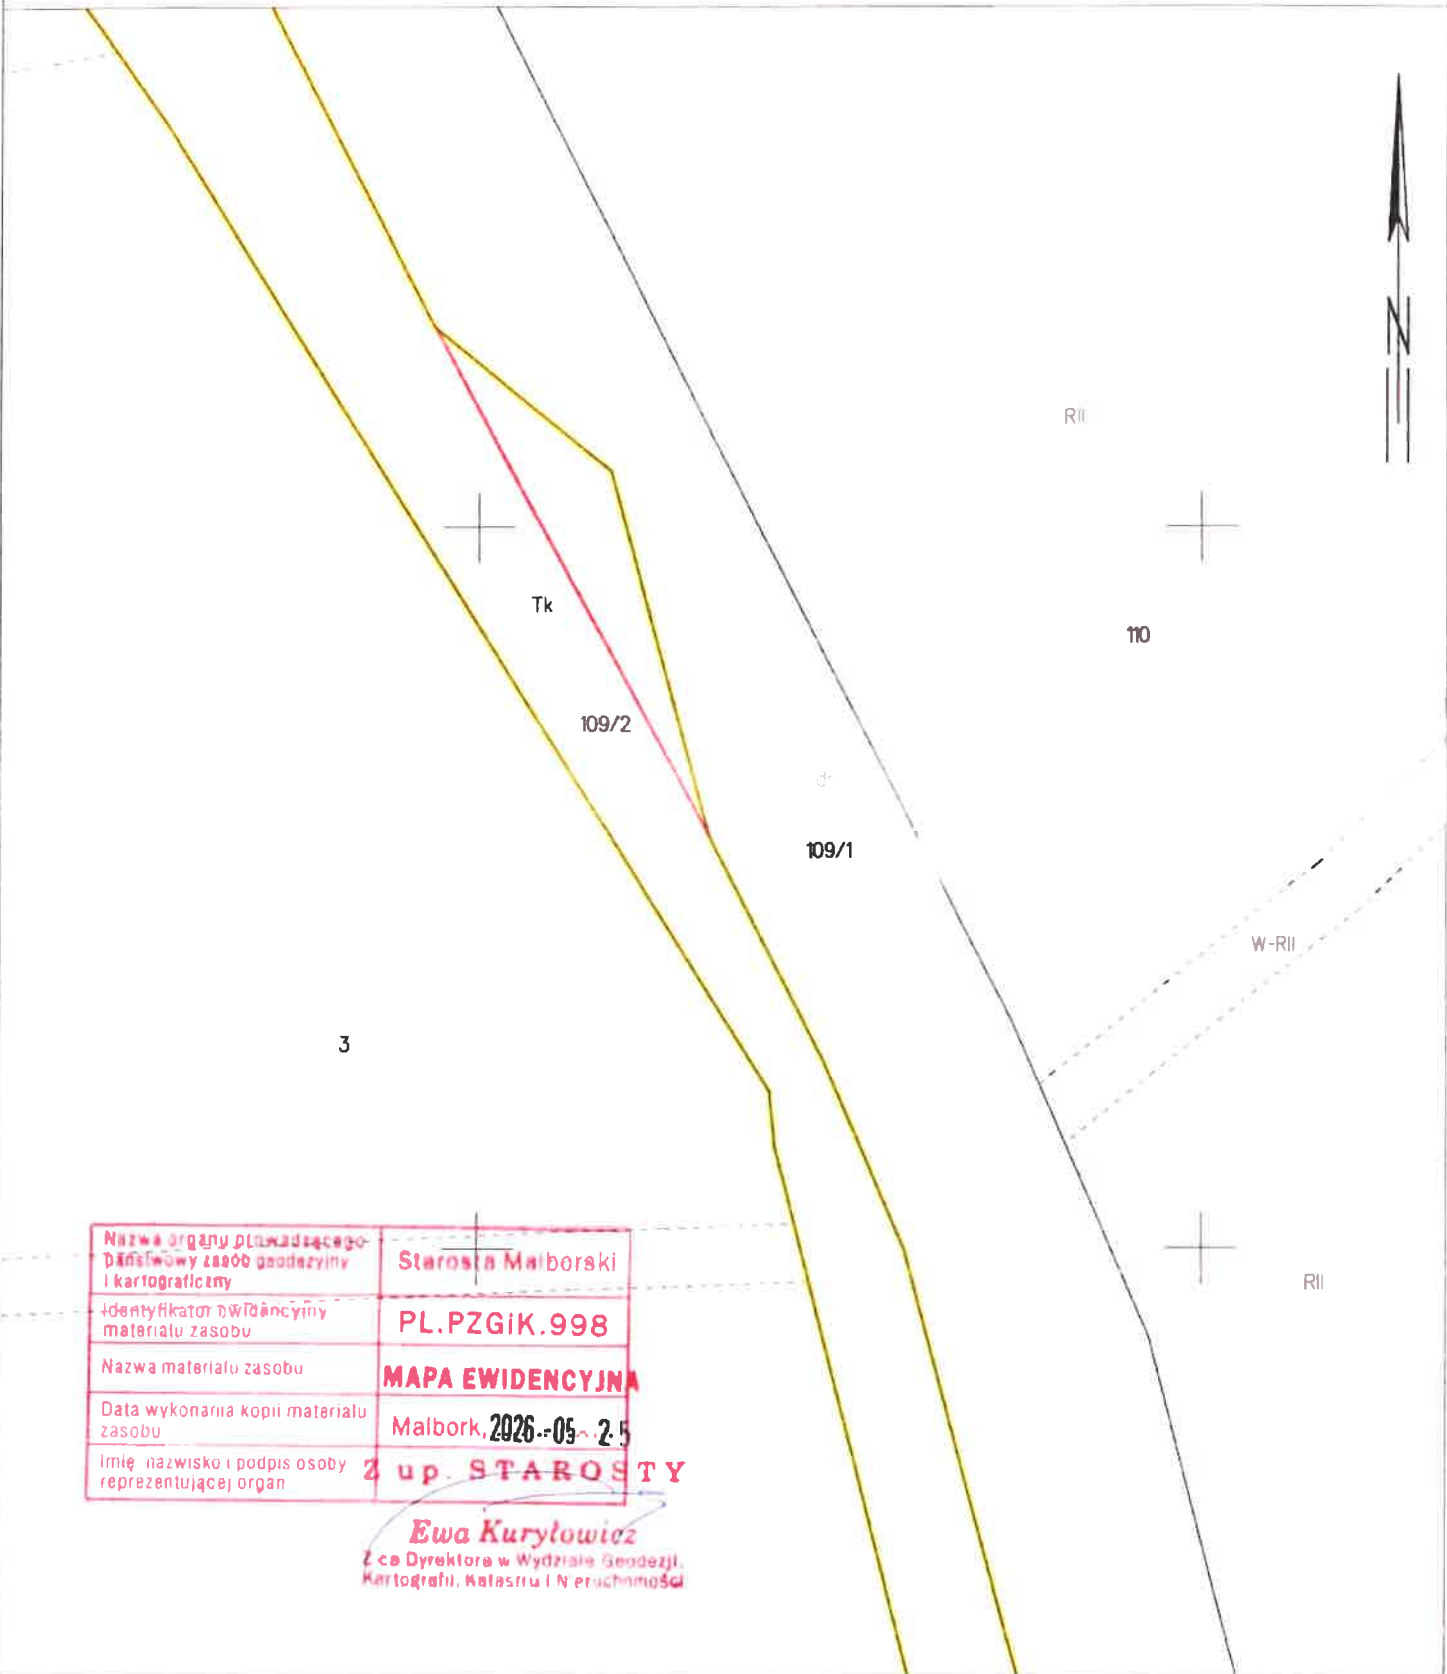 N
RII
Tk
110
109/2
dr
109/1
W-RII
3
RII
Nazwa organu prowadzącego
państwowy zasób geodezyjny
i kartograficzny
Starosta Malborski
Identyfikator ewidencyjny
materiału zasobu
PL.PZGiK.998
Nazwa materiału zasobu
MAPA EWIDENCYJNA
Data wykonania kopii materiału
zasobu
Malbork, 2026 -05- 25
Imię nazwisko i podpis osoby
reprezentującej organ
Z up. STAROSTY
Ewa Kuryłowicz
Z-ca Dyrektora w Wydziale Geodezji,
Kartografii, Katastru i Nieruchomości